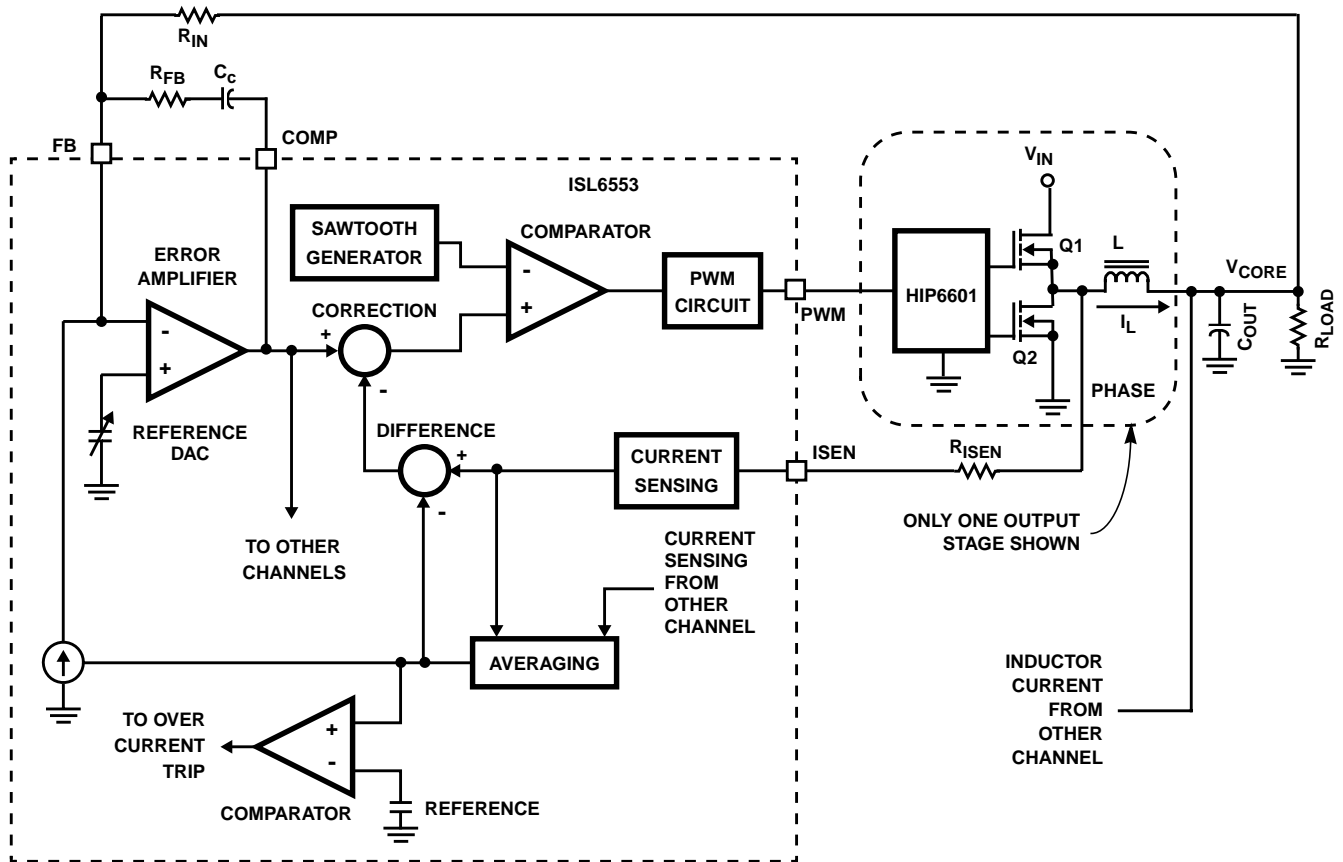 R_IN
R_FB
C_c
FB
COMP
ISL6553
V_IN
SAWTOOTH
GENERATOR
COMPARATOR
ERROR
AMPLIFIER
PWM
CIRCUIT
HIP6601
Q1
L
V_CORE
CORRECTION
-
+
-
+
+
-
PWM
Q2
I_L
C_OUT
R_LOAD
PHASE
REFERENCE
DAC
DIFFERENCE
+
-
CURRENT
SENSING
ISEN
R_ISEN
TO OTHER
CHANNELS
CURRENT
SENSING
FROM
OTHER
CHANNEL
ONLY ONE OUTPUT
STAGE SHOWN
AVERAGING
INDUCTOR
CURRENT
FROM
OTHER
CHANNEL
TO OVER
CURRENT
TRIP
+
-
COMPARATOR
REFERENCE